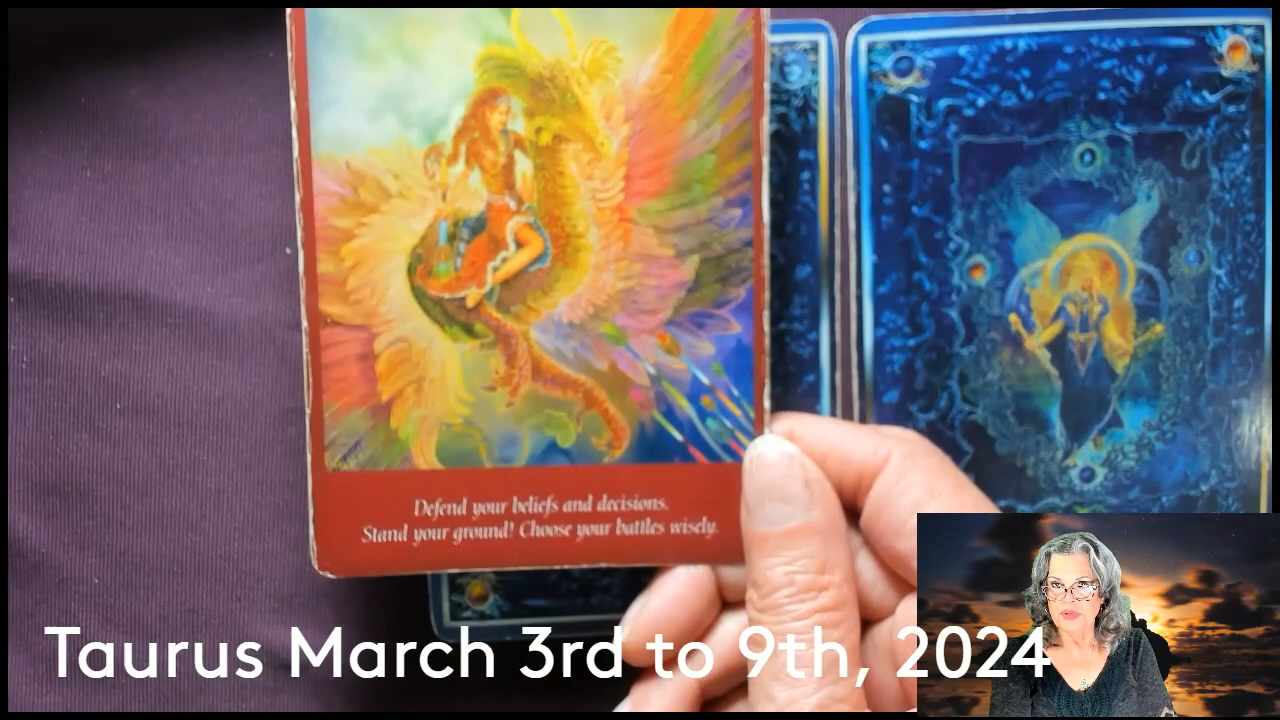 Defend your beliefs and decisions.
Stand your ground! Choose your battles wisely.
Taurus March 3rd to 9th, 2024